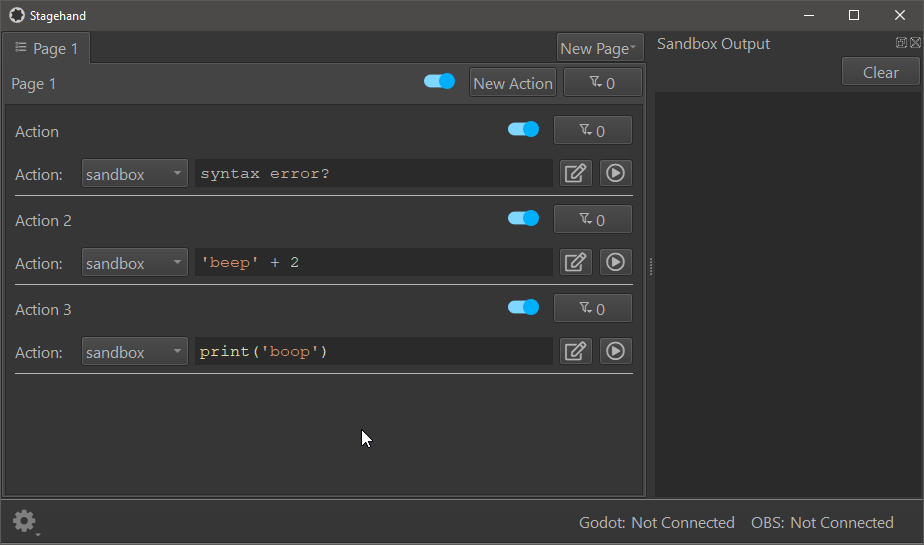 Stagehand
Page 1
New Page
Sandbox Output
Page 1
New Action
0
Clear
Action
0
Action: sandbox syntax error?
Action 2
0
Action: sandbox 'beep' + 2
Action 3
0
Action: sandbox print('boop')
Godot: Not Connected OBS: Not Connected